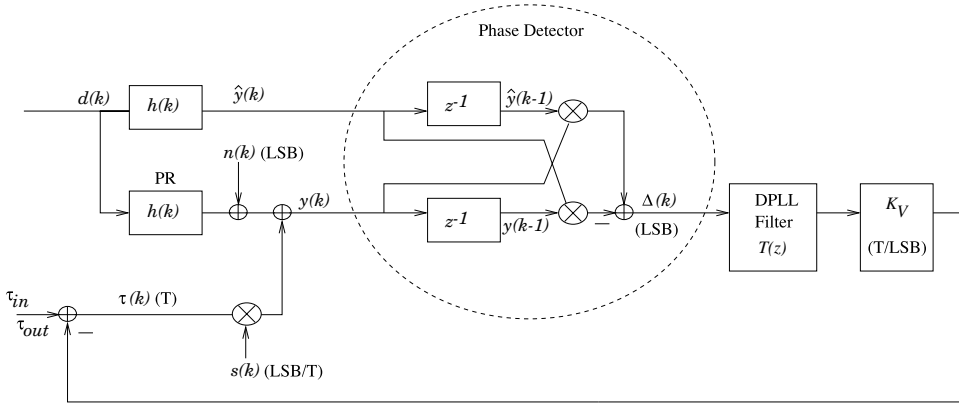 Phase Detector
d(k)
h(k)
ŷ(k)
z⁻¹
ŷ(k-1)
n(k) (LSB)
PR
h(k)
y(k)
z⁻¹
y(k-1)
Δ(k)
(LSB)
DPLL
Filter
T(z)
K_V
(T/LSB)
τ_in
τ_out
τ(k) (T)
s(k) (LSB/T)